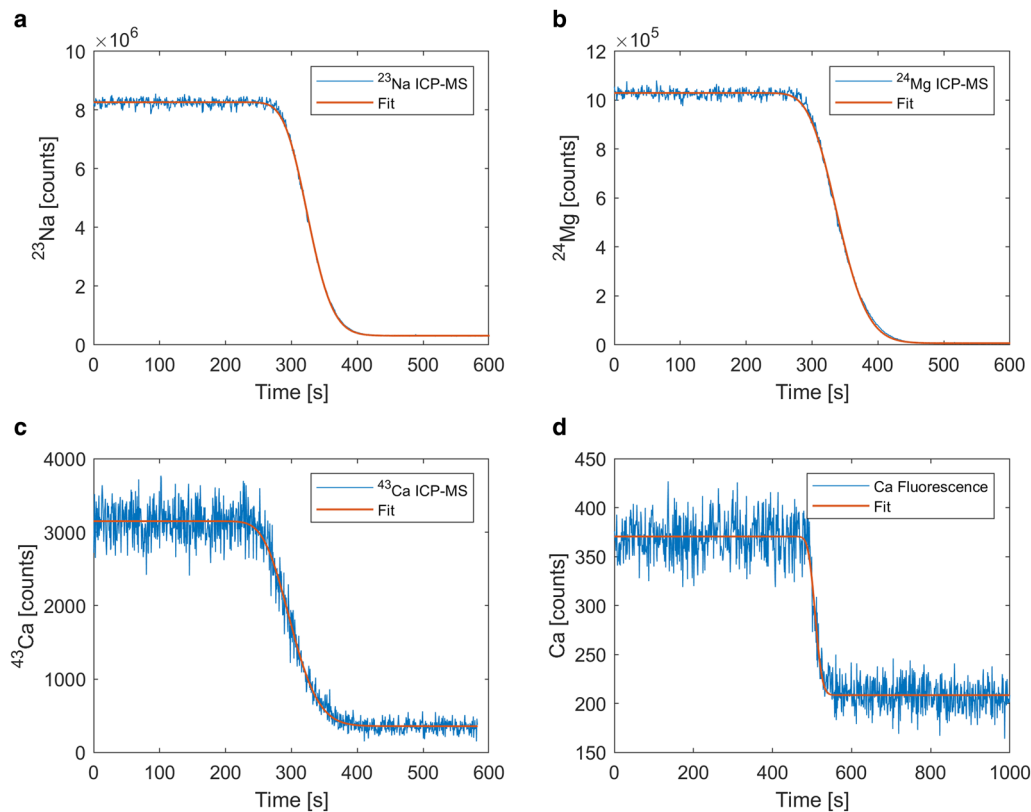 a
×10⁶
10
8
6
4
2
0
²³Na [counts]
²³Na ICP-MS
Fit
0 100 200 300 400 500 600
Time [s]
b
×10⁵
12
10
8
6
4
2
0
²⁴Mg [counts]
²⁴Mg ICP-MS
Fit
0 100 200 300 400 500 600
Time [s]
c
4000
3000
2000
1000
0
⁴³Ca [counts]
⁴³Ca ICP-MS
Fit
0 100 200 300 400 500 600
Time [s]
d
450
400
350
300
250
200
150
Ca [counts]
Ca Fluorescence
Fit
0 200 400 600 800 1000
Time [s]